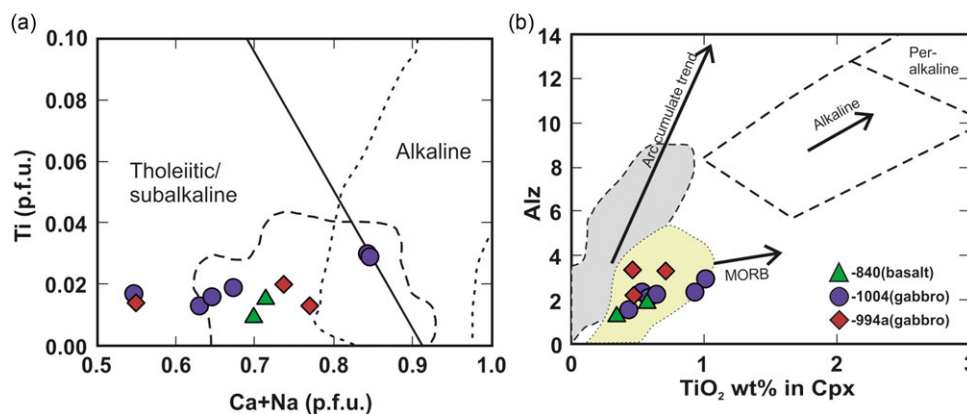 (a)
0.10
0.08
0.06
0.04
0.02
0.00
Ti (p.f.u.)
Tholeiitic/
subalkaline
Alkaline
0.5 0.6 0.7 0.8 0.9 1.0
Ca+Na (p.f.u.)
(b)
14
12
10
8
6
4
2
0
Alz
Arc cumulate trend
Per-
alkaline
Alkaline
MORB
-840(basalt)
-1004(gabbro)
-994a(gabbro)
0 1 2 3
TiO₂ wt% in Cpx